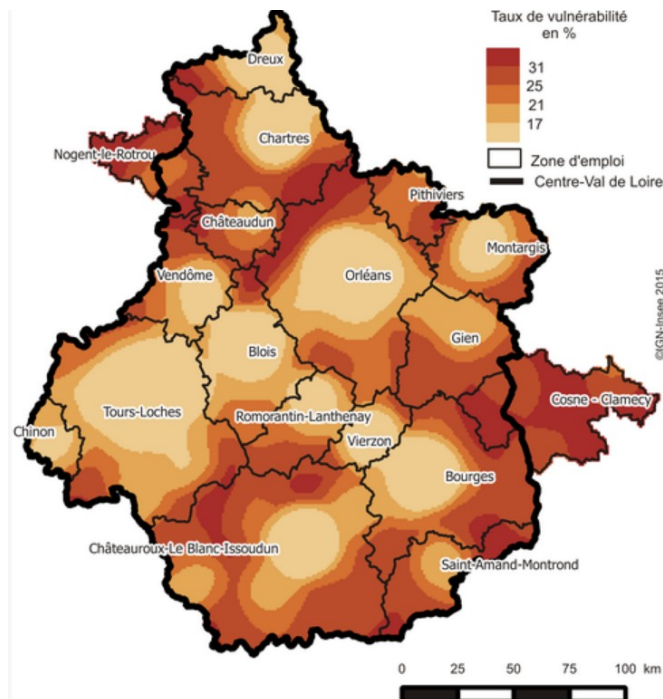 Taux de vulnérabilité
en %
31
25
21
17
Zone d'emploi
Centre-Val de Loire
Dreux
Chartres
Nogent-le-Rotrou
Pithiviers
Châteaudun
Montargis
Vendôme
Orléans
©IGN-Insee 2015
Gien
Blois
Cosne - Clamecy
Tours-Loches
Romorantin-Lanthenay
Chinon
Vierzon
Bourges
Châteauroux-Le Blanc-Issoudun
Saint-Amand-Montrond
0 25 50 75 100 km